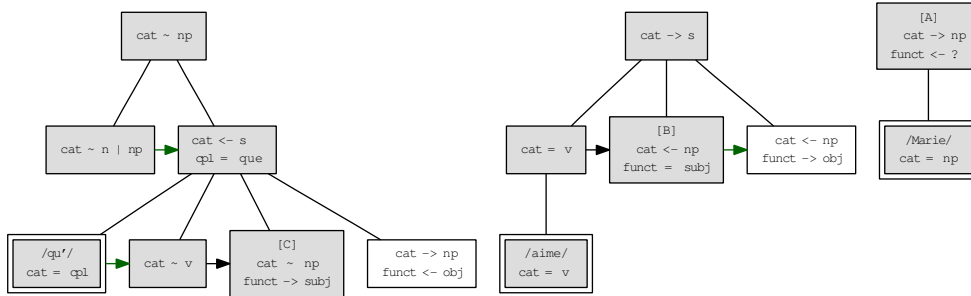 cat ~ np
cat -> s
[A]
cat -> np
funct <- ?
cat ~ n | np
cat <- s
cpl = que
cat = v
[B]
cat <- np
funct = subj
cat <- np
funct -> obj
/Marie/
cat = np
/qu'/
cat = cpl
cat ~ v
[C]
cat ~ np
funct -> subj
cat -> np
funct <- obj
/aime/
cat = v